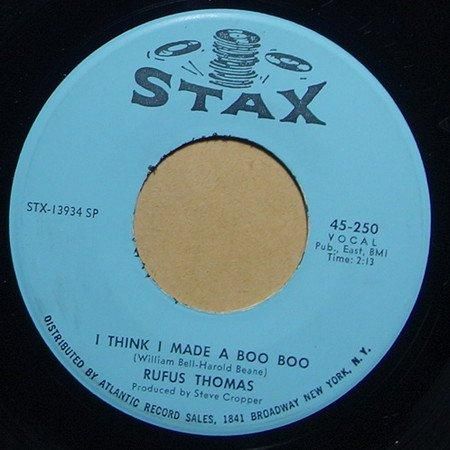 STAX
STX-13934 SP
45-250
VOCAL
Pub., East, BMI
Time: 2:13
I THINK I MADE A BOO BOO
(William Bell-Harold Beane)
RUFUS THOMAS
Produced by Steve Cropper
DISTRIBUTED BY ATLANTIC RECORD SALES, 1841 BROADWAY NEW YORK, N. Y.